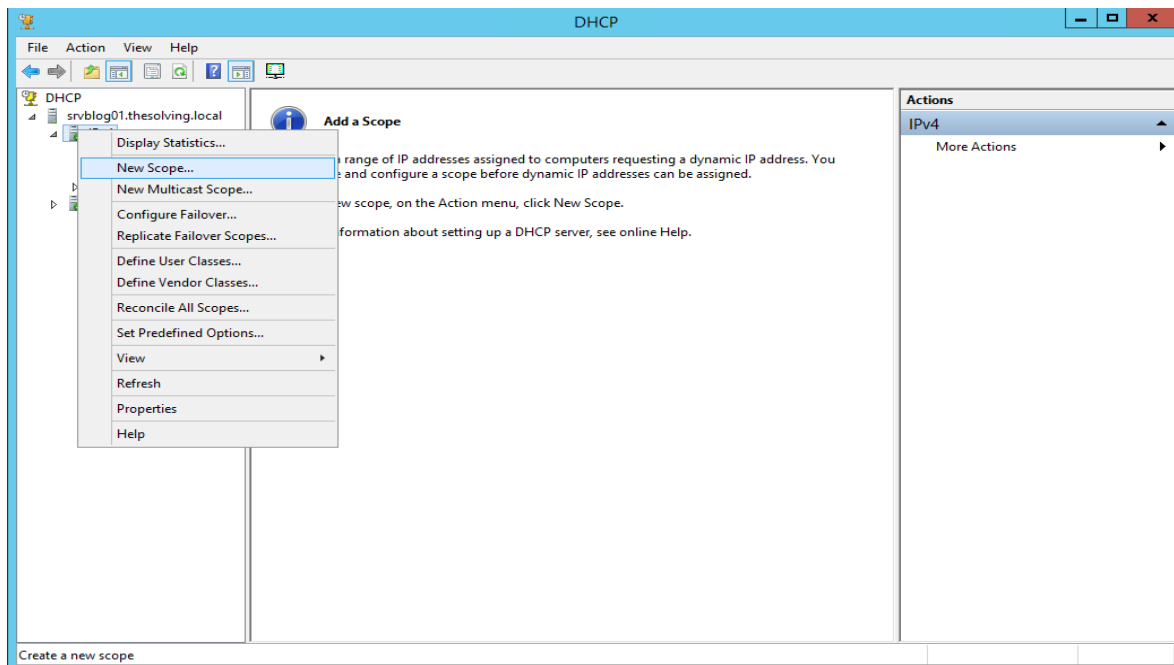 DHCP
File Action View Help
DHCP
srvblog01.thesolving.local
Display Statistics...
New Scope...
New Multicast Scope...
Configure Failover...
Replicate Failover Scopes...
Define User Classes...
Define Vendor Classes...
Reconcile All Scopes...
Set Predefined Options...
View
Refresh
Properties
Help
Add a Scope
range of IP addresses assigned to computers requesting a dynamic IP address. You
and configure a scope before dynamic IP addresses can be assigned.
scope, on the Action menu, click New Scope.
about setting up a DHCP server, see online Help.
Actions
IPv4
More Actions
Create a new scope